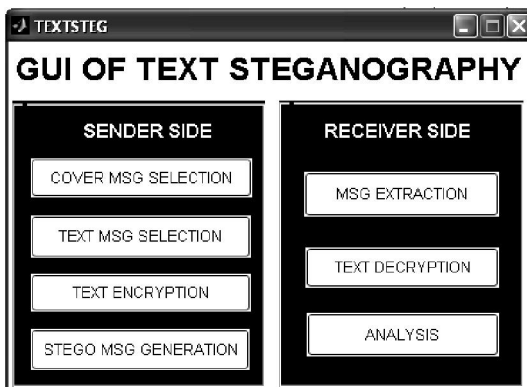 TEXTSTEG
GUI OF TEXT STEGANOGRAPHY
SENDER SIDE
COVER MSG SELECTION
TEXT MSG SELECTION
TEXT ENCRYPTION
STEGO MSG GENERATION
RECEIVER SIDE
MSG EXTRACTION
TEXT DECRYPTION
ANALYSIS